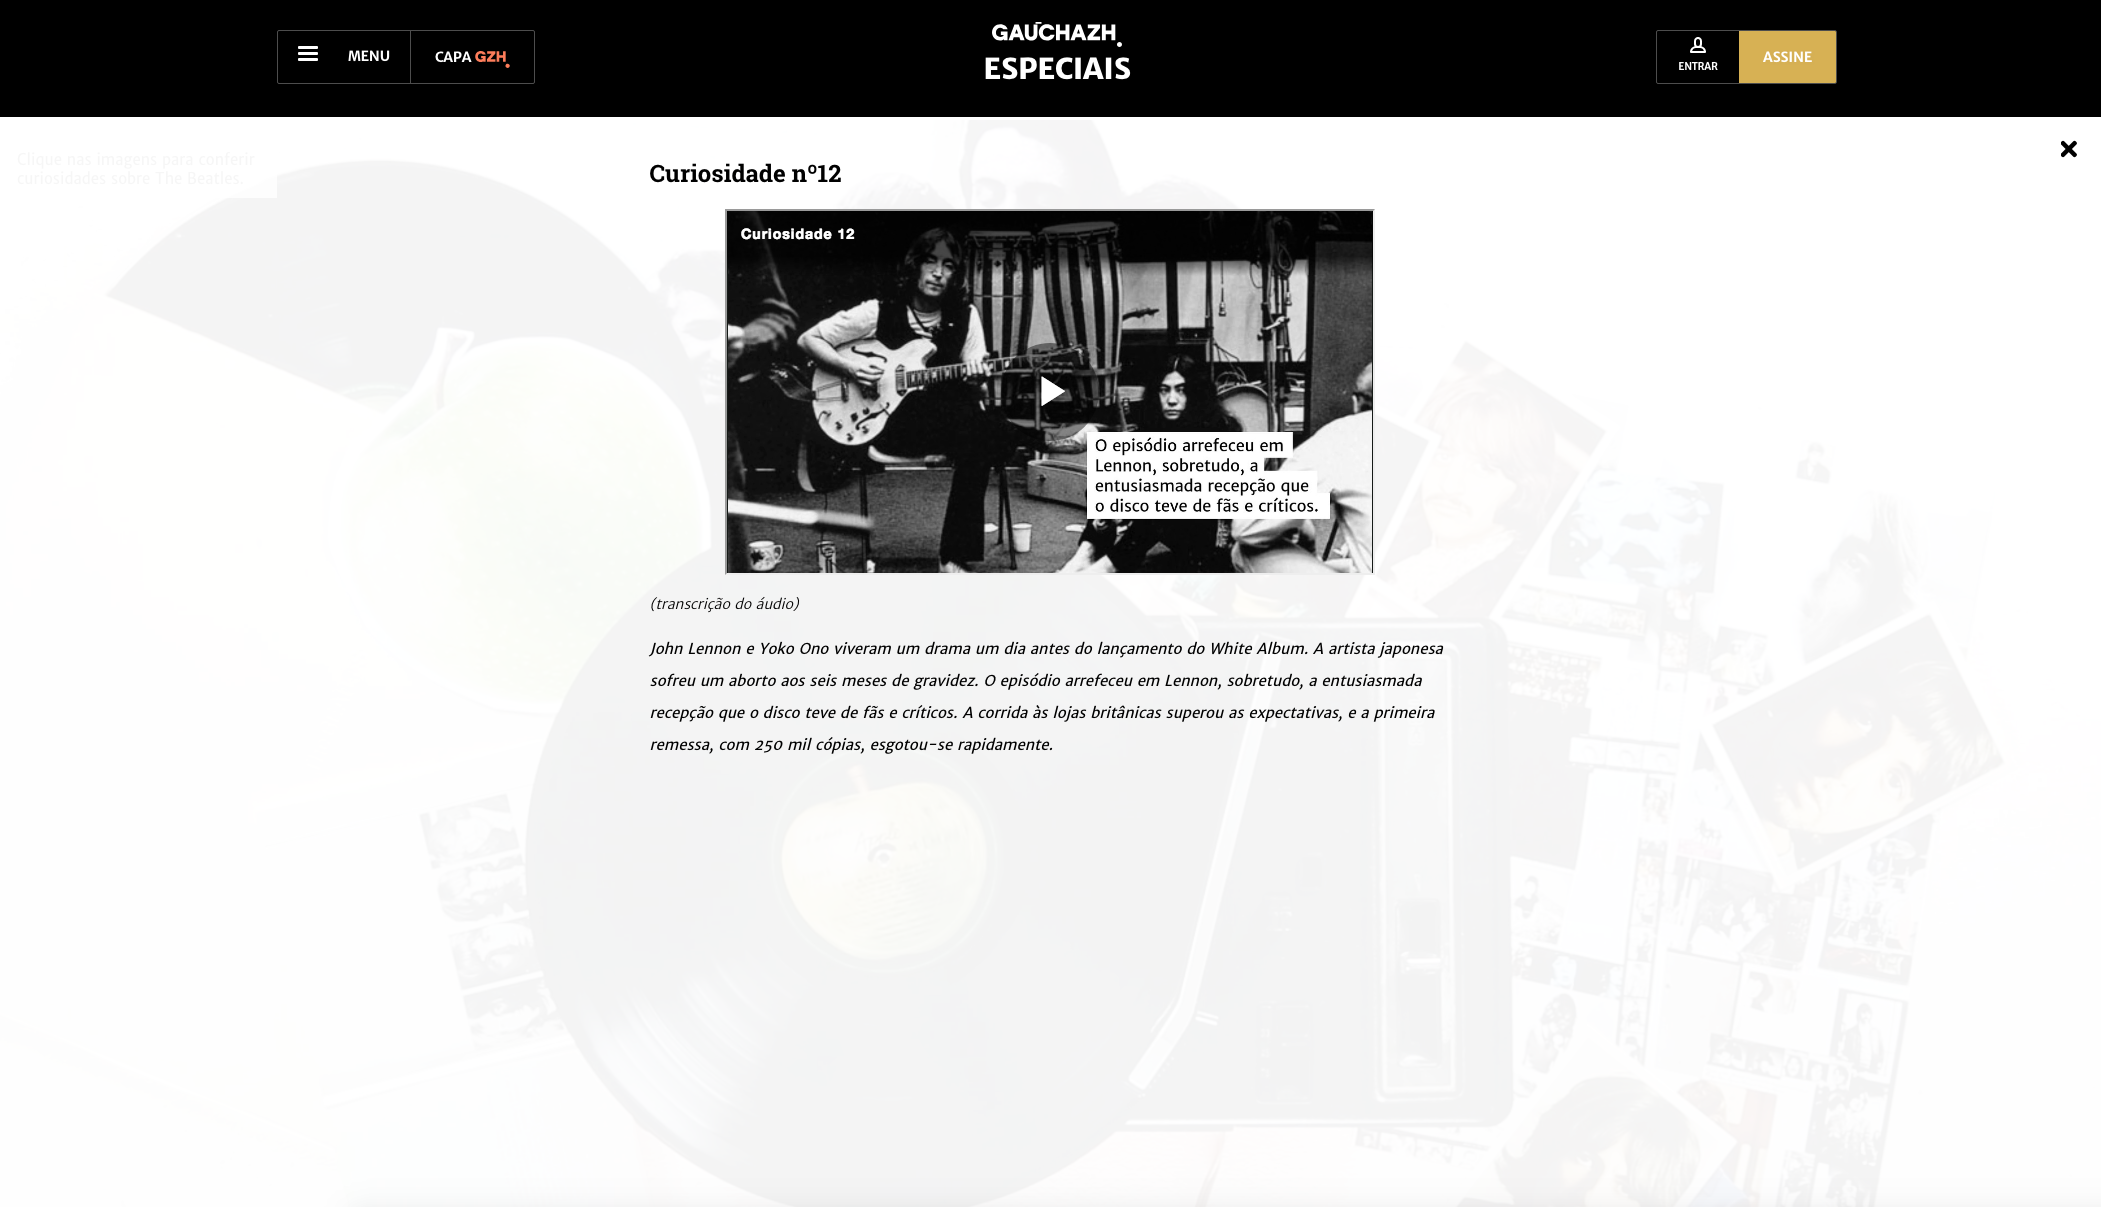 MENU
CAPA GZH.
GAÚCHAZH.
ESPECIAIS
ENTRAR
ASSINE
Clique nas imagens para conferir
curiosidades sobre The Beatles.
Curiosidade nº12
Curiosidade 12
O episódio arrefeceu em
Lennon, sobretudo, a
entusiasmada recepção que
o disco teve de fãs e críticos.
(transcrição do áudio)
John Lennon e Yoko Ono viveram um drama um dia antes do lançamento do White Album. A artista japonesa
sofreu um aborto aos seis meses de gravidez. O episódio arrefeceu em Lennon, sobretudo, a entusiasmada
recepção que o disco teve de fãs e críticos. A corrida às lojas britânicas superou as expectativas, e a primeira
remessa, com 250 mil cópias, esgotou-se rapidamente.